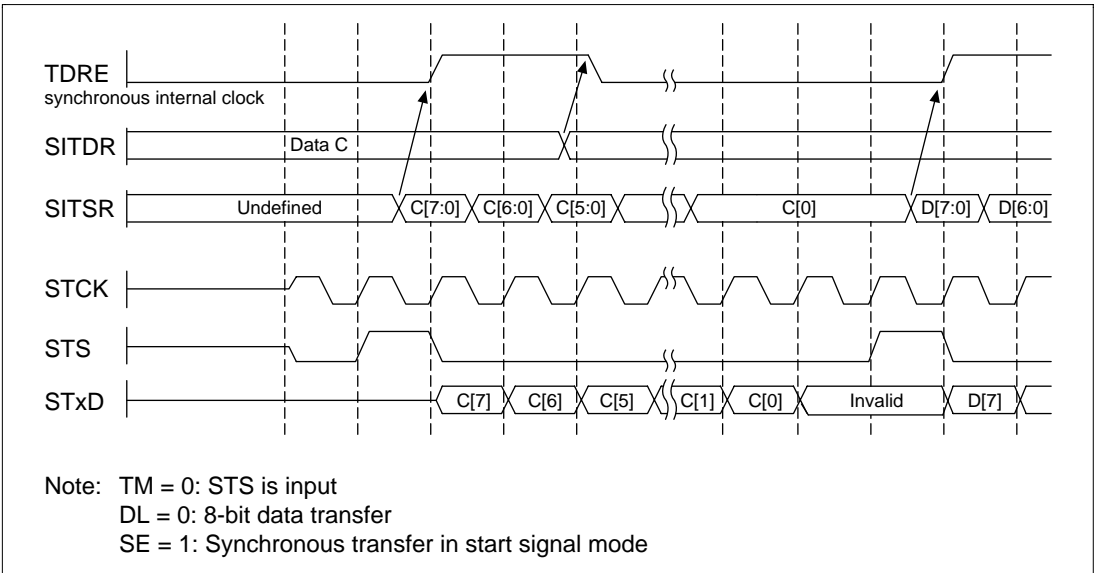 TDRE
synchronous internal clock
SITDR Data C
SITSR Undefined C[7:0] C[6:0] C[5:0] C[0] D[7:0] D[6:0]
STCK
STS
STxD C[7] C[6] C[5] C[1] C[0] Invalid D[7]
Note: TM = 0: STS is input
DL = 0: 8-bit data transfer
SE = 1: Synchronous transfer in start signal mode